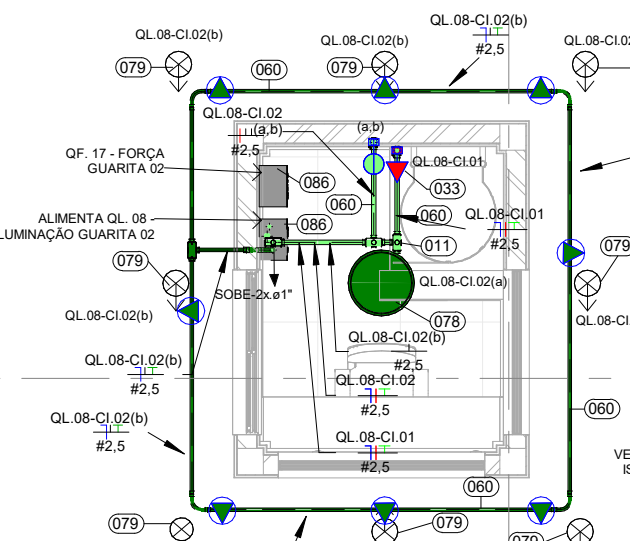 QL.08-CI.02(b)
#2,5
QL.08-CI.02(b)
QL.08-CI.02(b)
QL.08-CI.02
079
060
079
079
QL.08-CI.02
(a,b)
(a,b)
#2,5
QF. 17 - FORÇA
GUARITA 02
086
QL.08-CI.01
033
060
060
ALIMENTA QL. 08 -
086
QL.08-CI.01
#2,5
011
079
079
QL.08-CI.02(a)
SOBE-2x.ø1"
078
QL.08-CI.02(b)
QL.08-CI.02(b)
#2,5
QL.08-CI.02(b)
#2,5
QL.08-CI.02
#2,5
QL.08-CI.02(b)
#2,5
060
QL.08-CI.01
#2,5
060
079
079
079